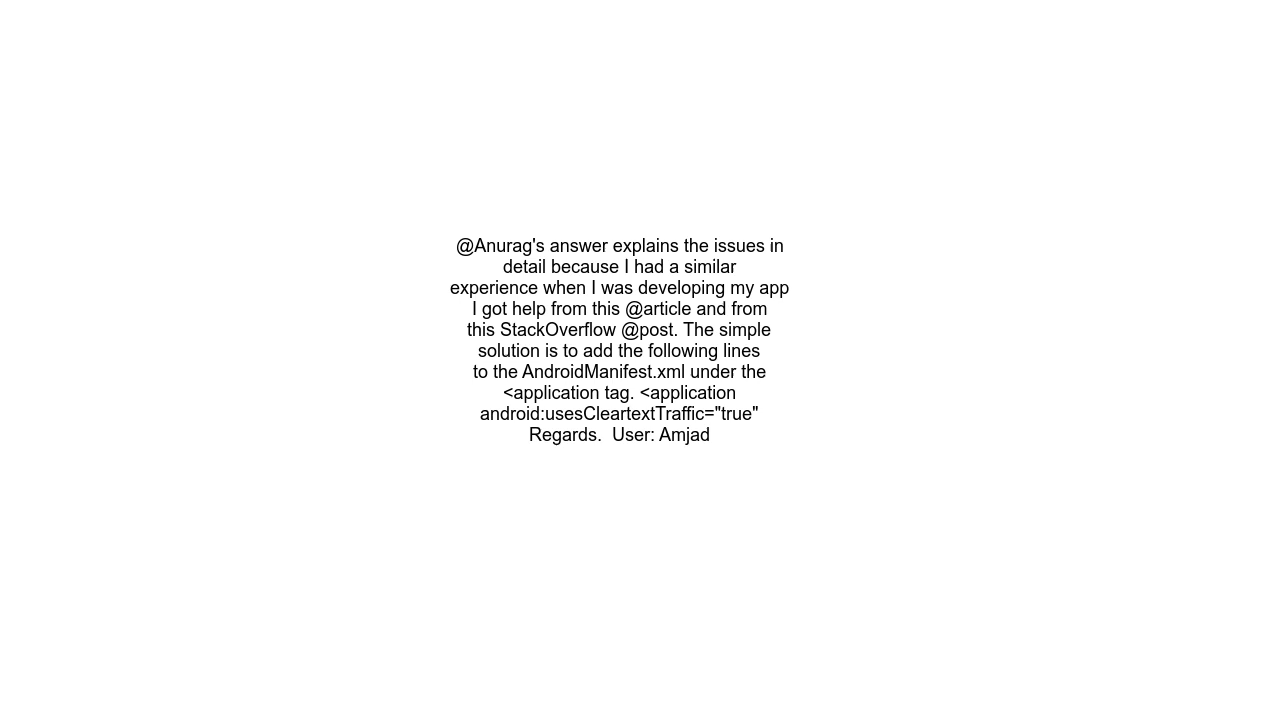 @Anurag's answer explains the issues in
detail because I had a similar
experience when I was developing my app
I got help from this @article and from
this StackOverflow @post. The simple
solution is to add the following lines
to the AndroidManifest.xml under the
<application tag. <application
android:usesCleartextTraffic="true"
Regards.  User: Amjad